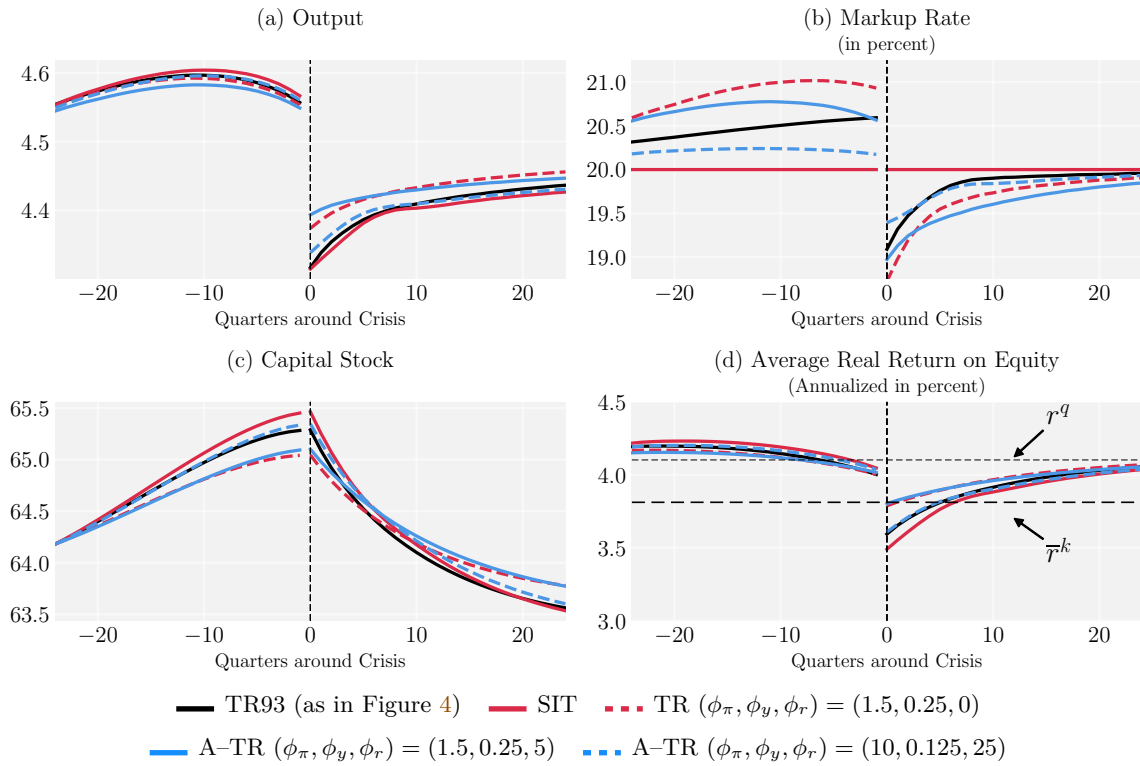 (a) Output
(b) Markup Rate
(in percent)
4.6
4.5
4.4
−20 −10 0 10 20
Quarters around Crisis
21.0
20.5
20.0
19.5
19.0
−20 −10 0 10 20
Quarters around Crisis
(c) Capital Stock
(d) Average Real Return on Equity
(Annualized in percent)
65.5
65.0
64.5
64.0
63.5
−20 −10 0 10 20
Quarters around Crisis
4.5
4.0
3.5
3.0
r^q
r̅^k
−20 −10 0 10 20
Quarters around Crisis
TR93 (as in Figure 4) SIT TR (ϕ_π, ϕ_y, ϕ_r) = (1.5, 0.25, 0)
A–TR (ϕ_π, ϕ_y, ϕ_r) = (1.5, 0.25, 5) A–TR (ϕ_π, ϕ_y, ϕ_r) = (10, 0.125, 25)